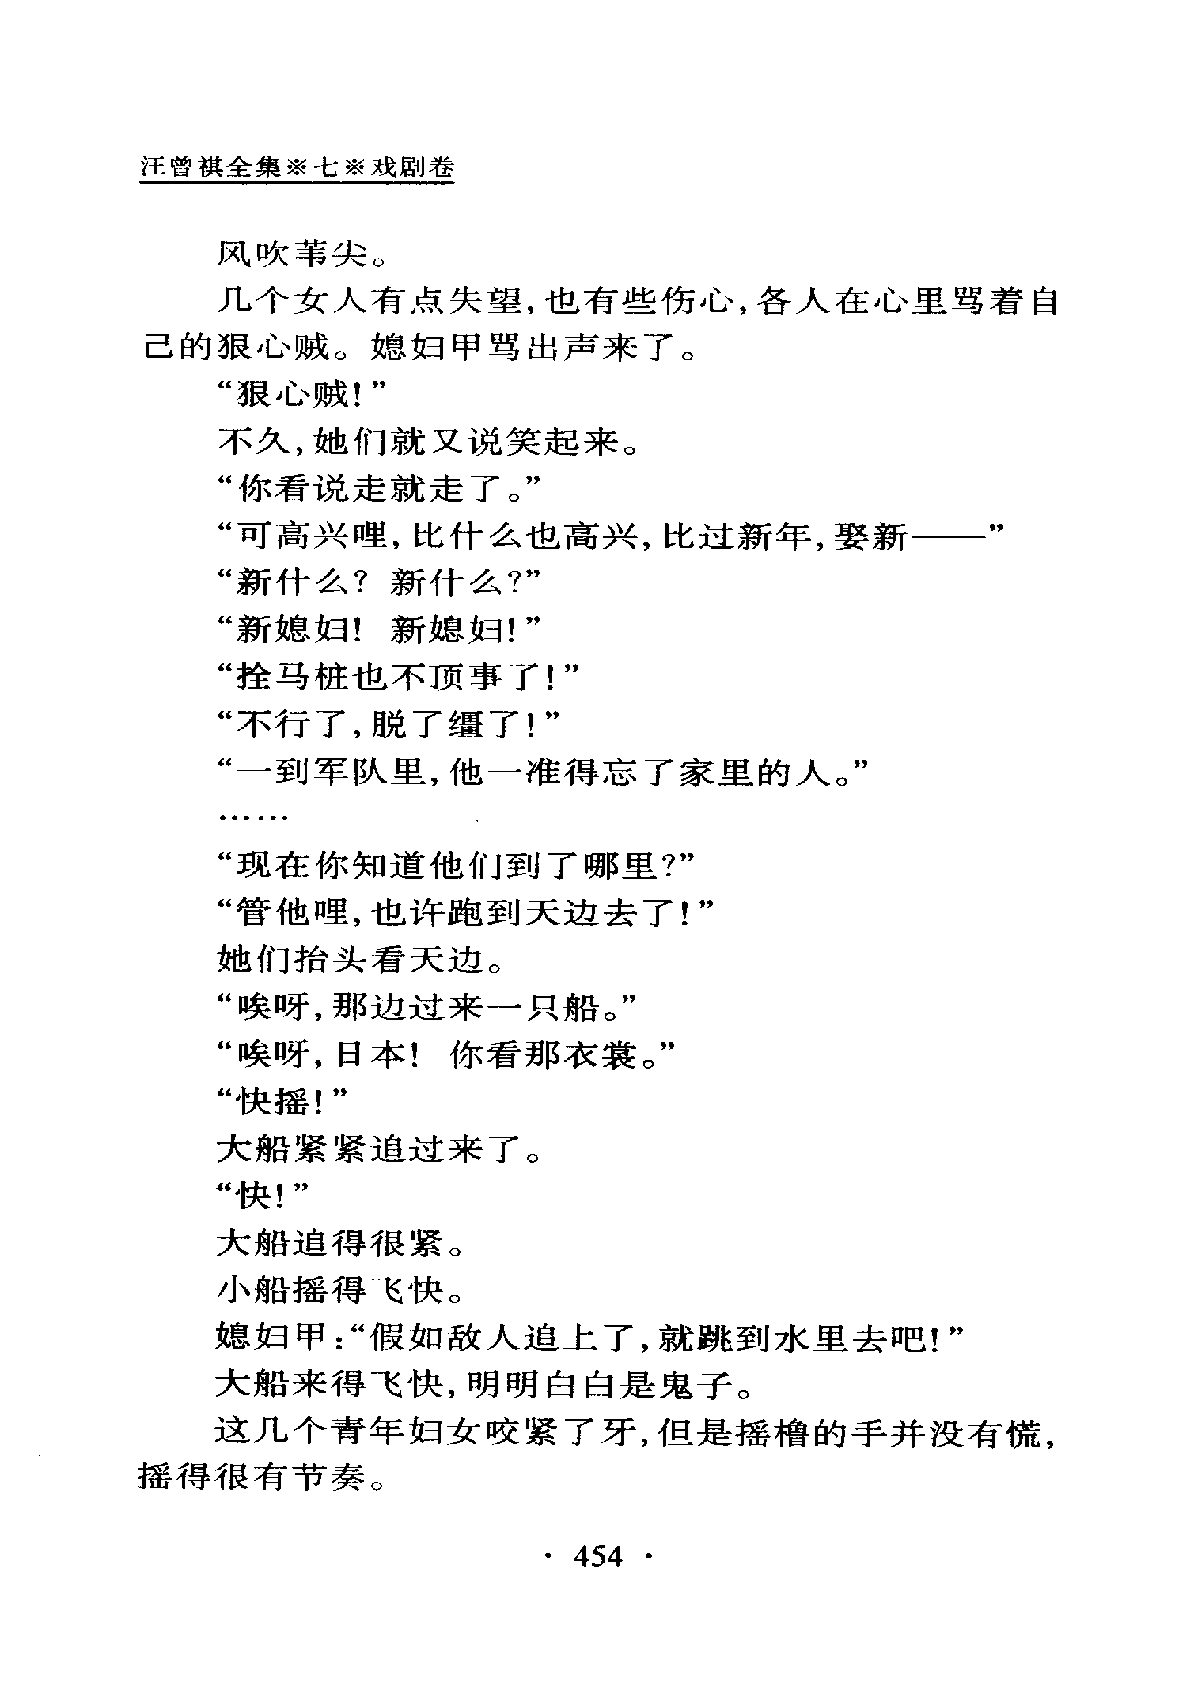 汪曾祺全集※七※戏剧卷
风吹苇尖。
几个女人有点失望,也有些伤心,各人在心里骂着自
己的狠心贼。媳妇甲骂出声来了。
“狠心贼!”
不久,她们就又说笑起来。
“你看说走就走了。”
“可高兴哩,比什么也高兴,比过新年,娶新——”
“新什么? 新什么?”
“新媳妇! 新媳妇!”
“拴马桩也不顶事了!”
“不行了,脱了缰了!”
“一到军队里,他一准得忘了家里的人。”
……
“现在你知道他们到了哪里?”
“管他哩,也许跑到天边去了!”
她们抬头看天边。
“唉呀,那边过来一只船。”
“唉呀,日本! 你看那衣裳。”
“快摇!”
大船紧紧追过来了。
“快!”
大船追得很紧。
小船摇得飞快。
媳妇甲:“假如敌人追上了,就跳到水里去吧!”
大船来得飞快,明明白白是鬼子。
这几个青年妇女咬紧了牙,但是摇橹的手并没有慌,
摇得很有节奏。
· 454 ·